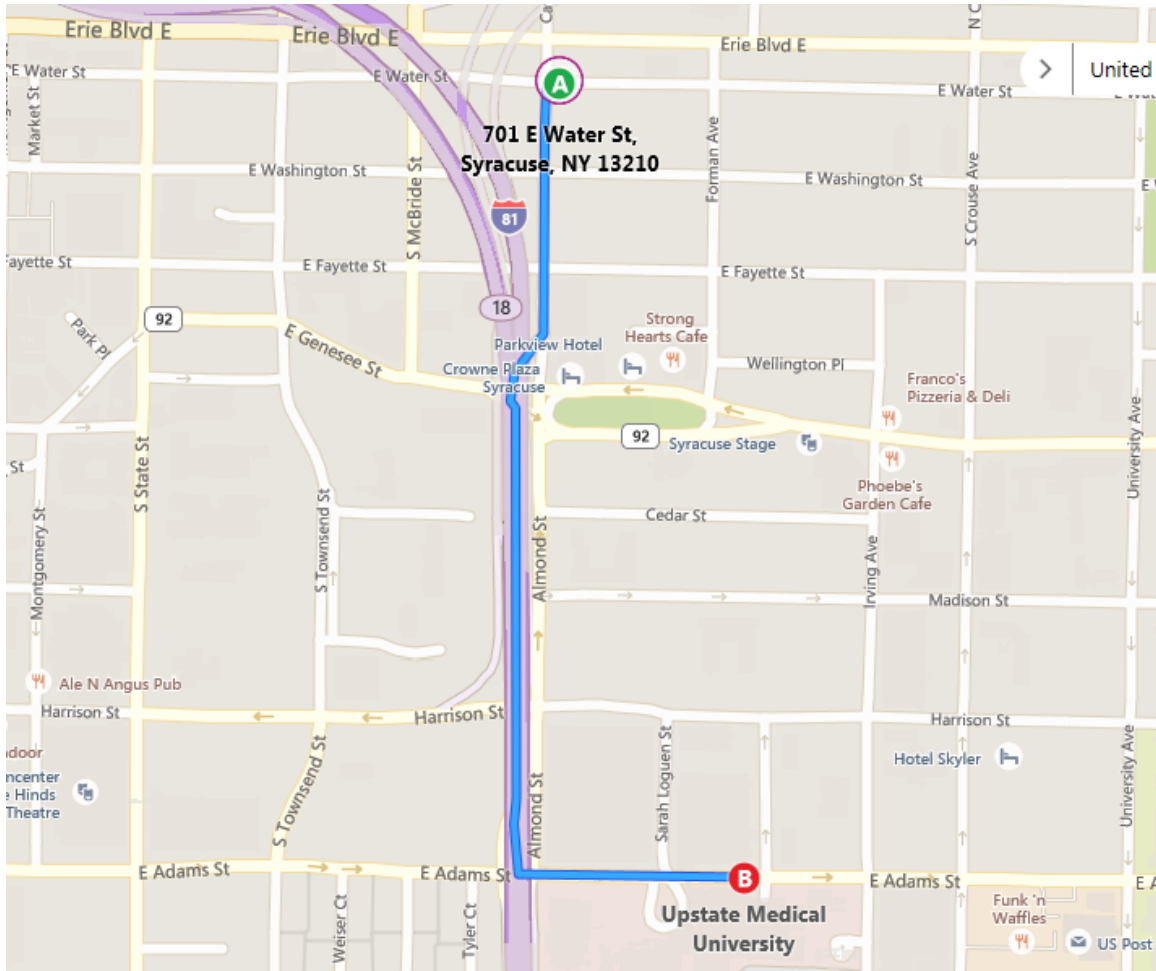 Erie Blvd E
Erie Blvd E
Erie Blvd E
Ca
N C
E Water St
E Water St
A
E Water St
United
Market St
701 E Water St,
Syracuse, NY 13210
Forman Ave
S Crouse Ave
E Washington St
E Washington St
E W
S McBride St
81
Fayette St
E Fayette St
E Fayette St
18
92
Park Pl
E Genesee St
Parkview Hotel
Strong
Hearts Cafe
Crowne Plaza
Syracuse
Wellington Pl
Franco's
Pizzeria & Deli
92
Syracuse Stage
University Ave
St
S State St
Phoebe's
Garden Cafe
Montgomery St
S Townsend St
Almond St
Cedar St
Irving Ave
Madison St
Ale N Angus Pub
Harrison St
Harrison St
Harrison St
ndoor
ncenter
e Hinds
Theatre
S Townsend St
Almond St
Sarah Loguen St
Hotel Skyler
University Ave
E Adams St
E Adams St
B
E Adams St
E A
Weiser Ct
Tyler Ct
Upstate Medical
University
Funk 'n
Waffles
US Post